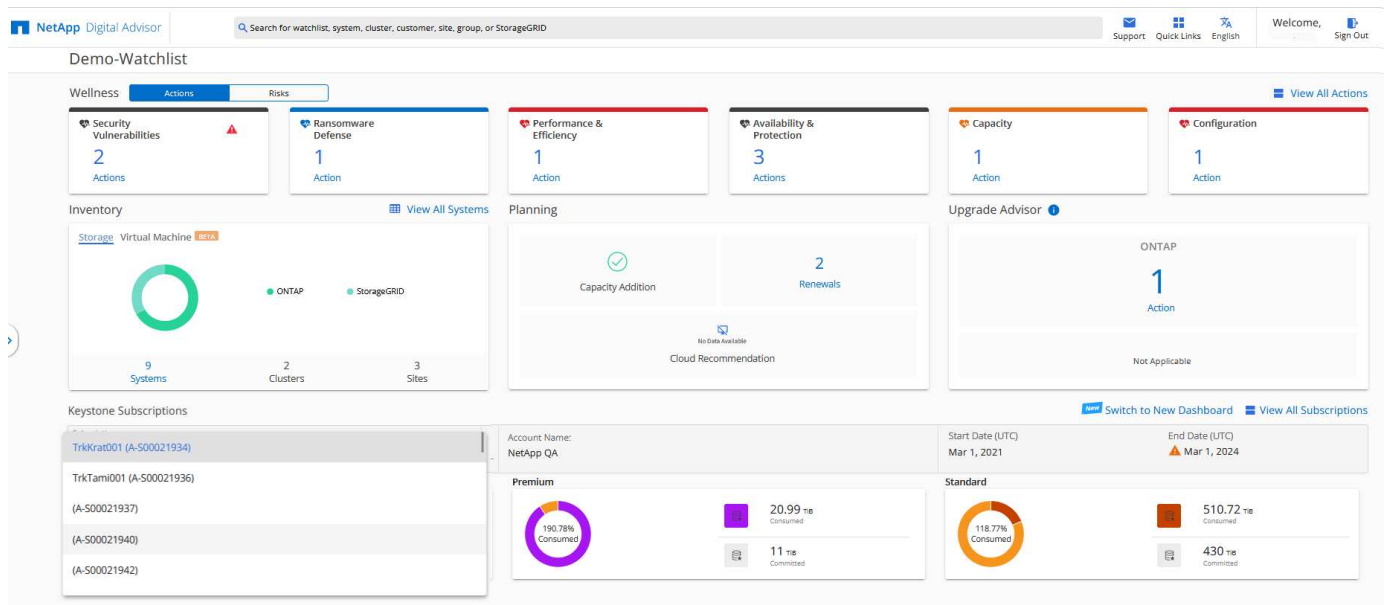 NetApp Digital Advisor
Search for watchlist, system, cluster, customer, site, group, or StorageGRID
Support
Quick Links
English
Welcome,
Sign Out
Demo-Watchlist
Wellness
Actions
Risks
View All Actions
Security
Vulnerabilities
2
Actions
Ransomware
Defense
1
Action
Performance &
Efficiency
1
Action
Availability &
Protection
3
Actions
Capacity
1
Action
Configuration
1
Action
Inventory
View All Systems
Storage Virtual Machine BETA
ONTAP
StorageGRID
9
Systems
2
Clusters
3
Sites
Planning
Capacity Addition
2
Renewals
No Data Available
Cloud Recommendation
Upgrade Advisor
ONTAP
1
Action
Not Applicable
Keystone Subscriptions
New Switch to New Dashboard
View All Subscriptions
TrkKrat001 (A-S00021934)
TrkTami001 (A-S00021936)
(A-S00021937)
(A-S00021940)
(A-S00021942)
Account Name:
NetApp QA
Start Date (UTC)
Mar 1, 2021
End Date (UTC)
Mar 1, 2024
Premium
190.78%
Consumed
20.99 TiB
Consumed
11 TiB
Committed
Standard
118.77%
Consumed
510.72 TiB
Consumed
430 TiB
Committed